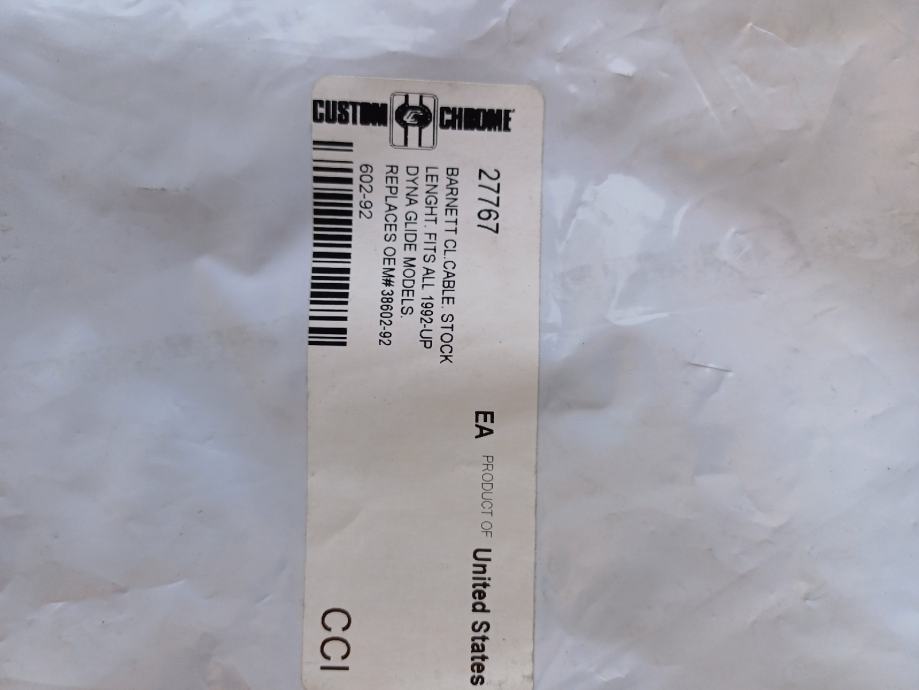 CUSTOM CHROME
27767
BARNETT CL.CABLE. STOCK
LENGHT. FITS ALL 1992-UP
DYNA GLIDE MODELS.
REPLACES OEM# 38602-92
602-92
EA PRODUCT OF United States
CCI